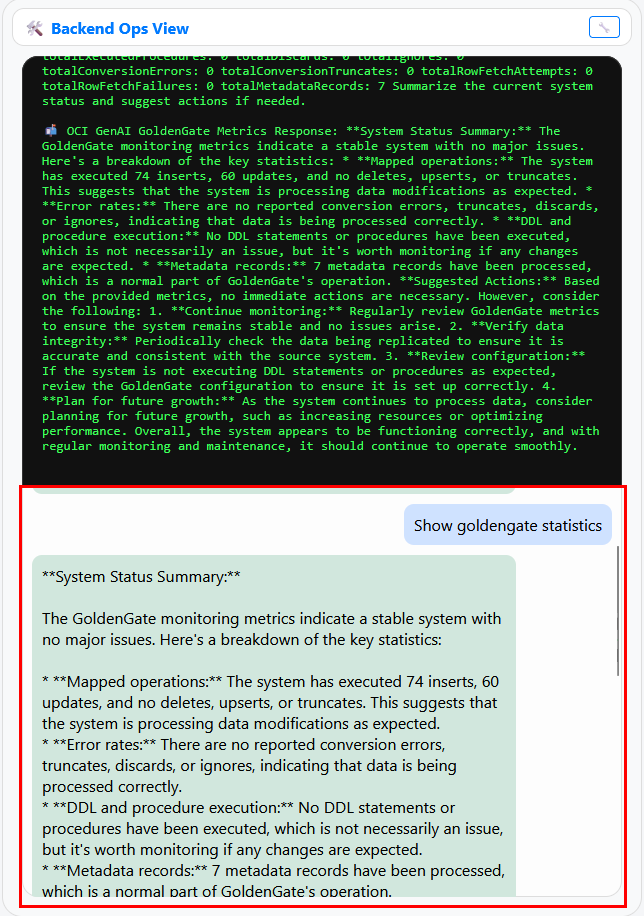 Backend Ops View
totalExecutedProcedures: 0 totalDiscards: 0 totalIgnores: 0
totalConversionErrors: 0 totalConversionTruncates: 0 totalRowFetchAttempts: 0
totalRowFetchFailures: 0 totalMetadataRecords: 7 Summarize the current system
status and suggest actions if needed.
OCI GenAI GoldenGate Metrics Response: **System Status Summary:** The
GoldenGate monitoring metrics indicate a stable system with no major issues.
Here's a breakdown of the key statistics: * **Mapped operations:** The system
has executed 74 inserts, 60 updates, and no deletes, upserts, or truncates.
This suggests that the system is processing data modifications as expected. *
**Error rates:** There are no reported conversion errors, truncates, discards,
or ignores, indicating that data is being processed correctly. * **DDL and
procedure execution:** No DDL statements or procedures have been executed,
which is not necessarily an issue, but it's worth monitoring if any changes
are expected. * **Metadata records:** 7 metadata records have been processed,
which is a normal part of GoldenGate's operation. **Suggested Actions:** Based
on the provided metrics, no immediate actions are necessary. However, consider
the following: 1. **Continue monitoring:** Regularly review GoldenGate metrics
to ensure the system remains stable and no issues arise. 2. **Verify data
integrity:** Periodically check the data being replicated to ensure it is
accurate and consistent with the source system. 3. **Review configuration:**
If the system is not executing DDL statements or procedures as expected,
review the GoldenGate configuration to ensure it is set up correctly. 4.
**Plan for future growth:** As the system continues to process data, consider
planning for future growth, such as increasing resources or optimizing
performance. Overall, the system appears to be functioning correctly, and with
regular monitoring and maintenance, it should continue to operate smoothly.
Show goldengate statistics
**System Status Summary:**
The GoldenGate monitoring metrics indicate a stable system with
no major issues. Here's a breakdown of the key statistics:
* **Mapped operations:** The system has executed 74 inserts, 60
updates, and no deletes, upserts, or truncates. This suggests that
the system is processing data modifications as expected.
* **Error rates:** There are no reported conversion errors,
truncates, discards, or ignores, indicating that data is being
processed correctly.
* **DDL and procedure execution:** No DDL statements or
procedures have been executed, which is not necessarily an issue,
but it's worth monitoring if any changes are expected.
* **Metadata records:** 7 metadata records have been processed,
which is a normal part of GoldenGate's operation.